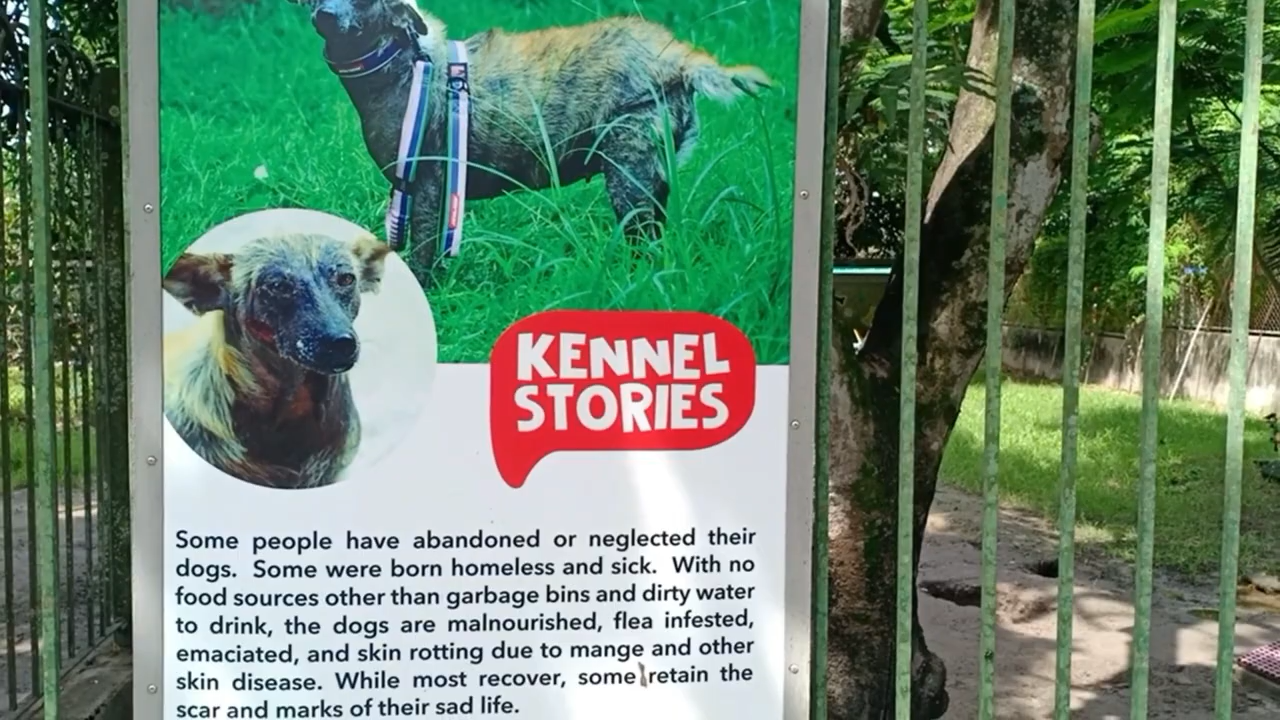 KENNEL
STORIES
Some people have abandoned or neglected their
dogs. Some were born homeless and sick. With no
food sources other than garbage bins and dirty water
to drink, the dogs are malnourished, flea infested,
emaciated, and skin rotting due to mange and other
skin disease. While most recover, some retain the
scar and marks of their sad life.